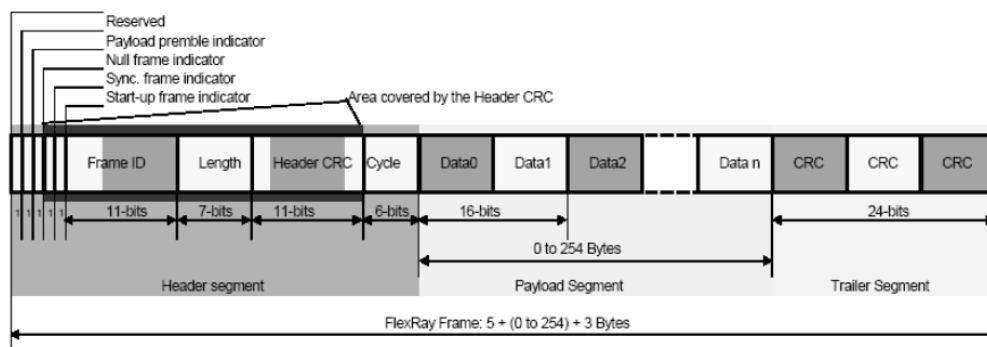 Reserved
Payload premble indicator
Null frame indicator
Sync. frame indicator
Start-up frame indicator
Area covered by the Header CRC
Frame ID Length Header CRC Cycle Data0 Data1 Data2 Data n CRC CRC CRC
1 1 1 1 1 11-bits 7-bits 11-bits 6-bits 16-bits 24-bits
0 to 254 Bytes
Header segment Payload Segment Trailer Segment
FlexRay Frame: 5 + (0 to 254) + 3 Bytes